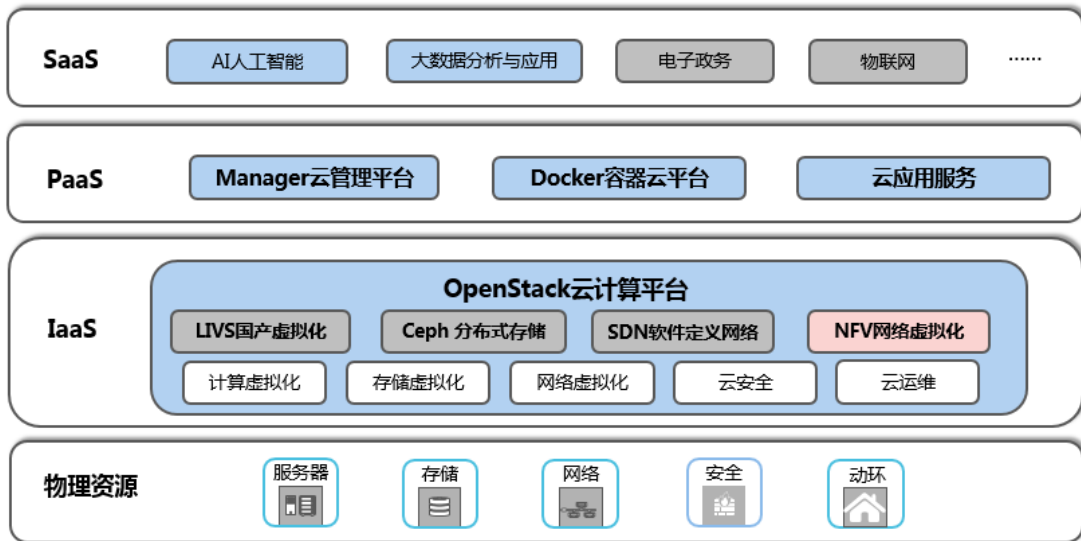 SaaS
AI人工智能
大数据分析与应用
电子政务
物联网
······
PaaS
Manager云管理平台
Docker容器云平台
云应用服务
IaaS
OpenStack云计算平台
LIVS国产虚拟化
Ceph 分布式存储
SDN软件定义网络
NFV网络虚拟化
计算虚拟化
存储虚拟化
网络虚拟化
云安全
云运维
物理资源
服务器
存储
网络
安全
动环